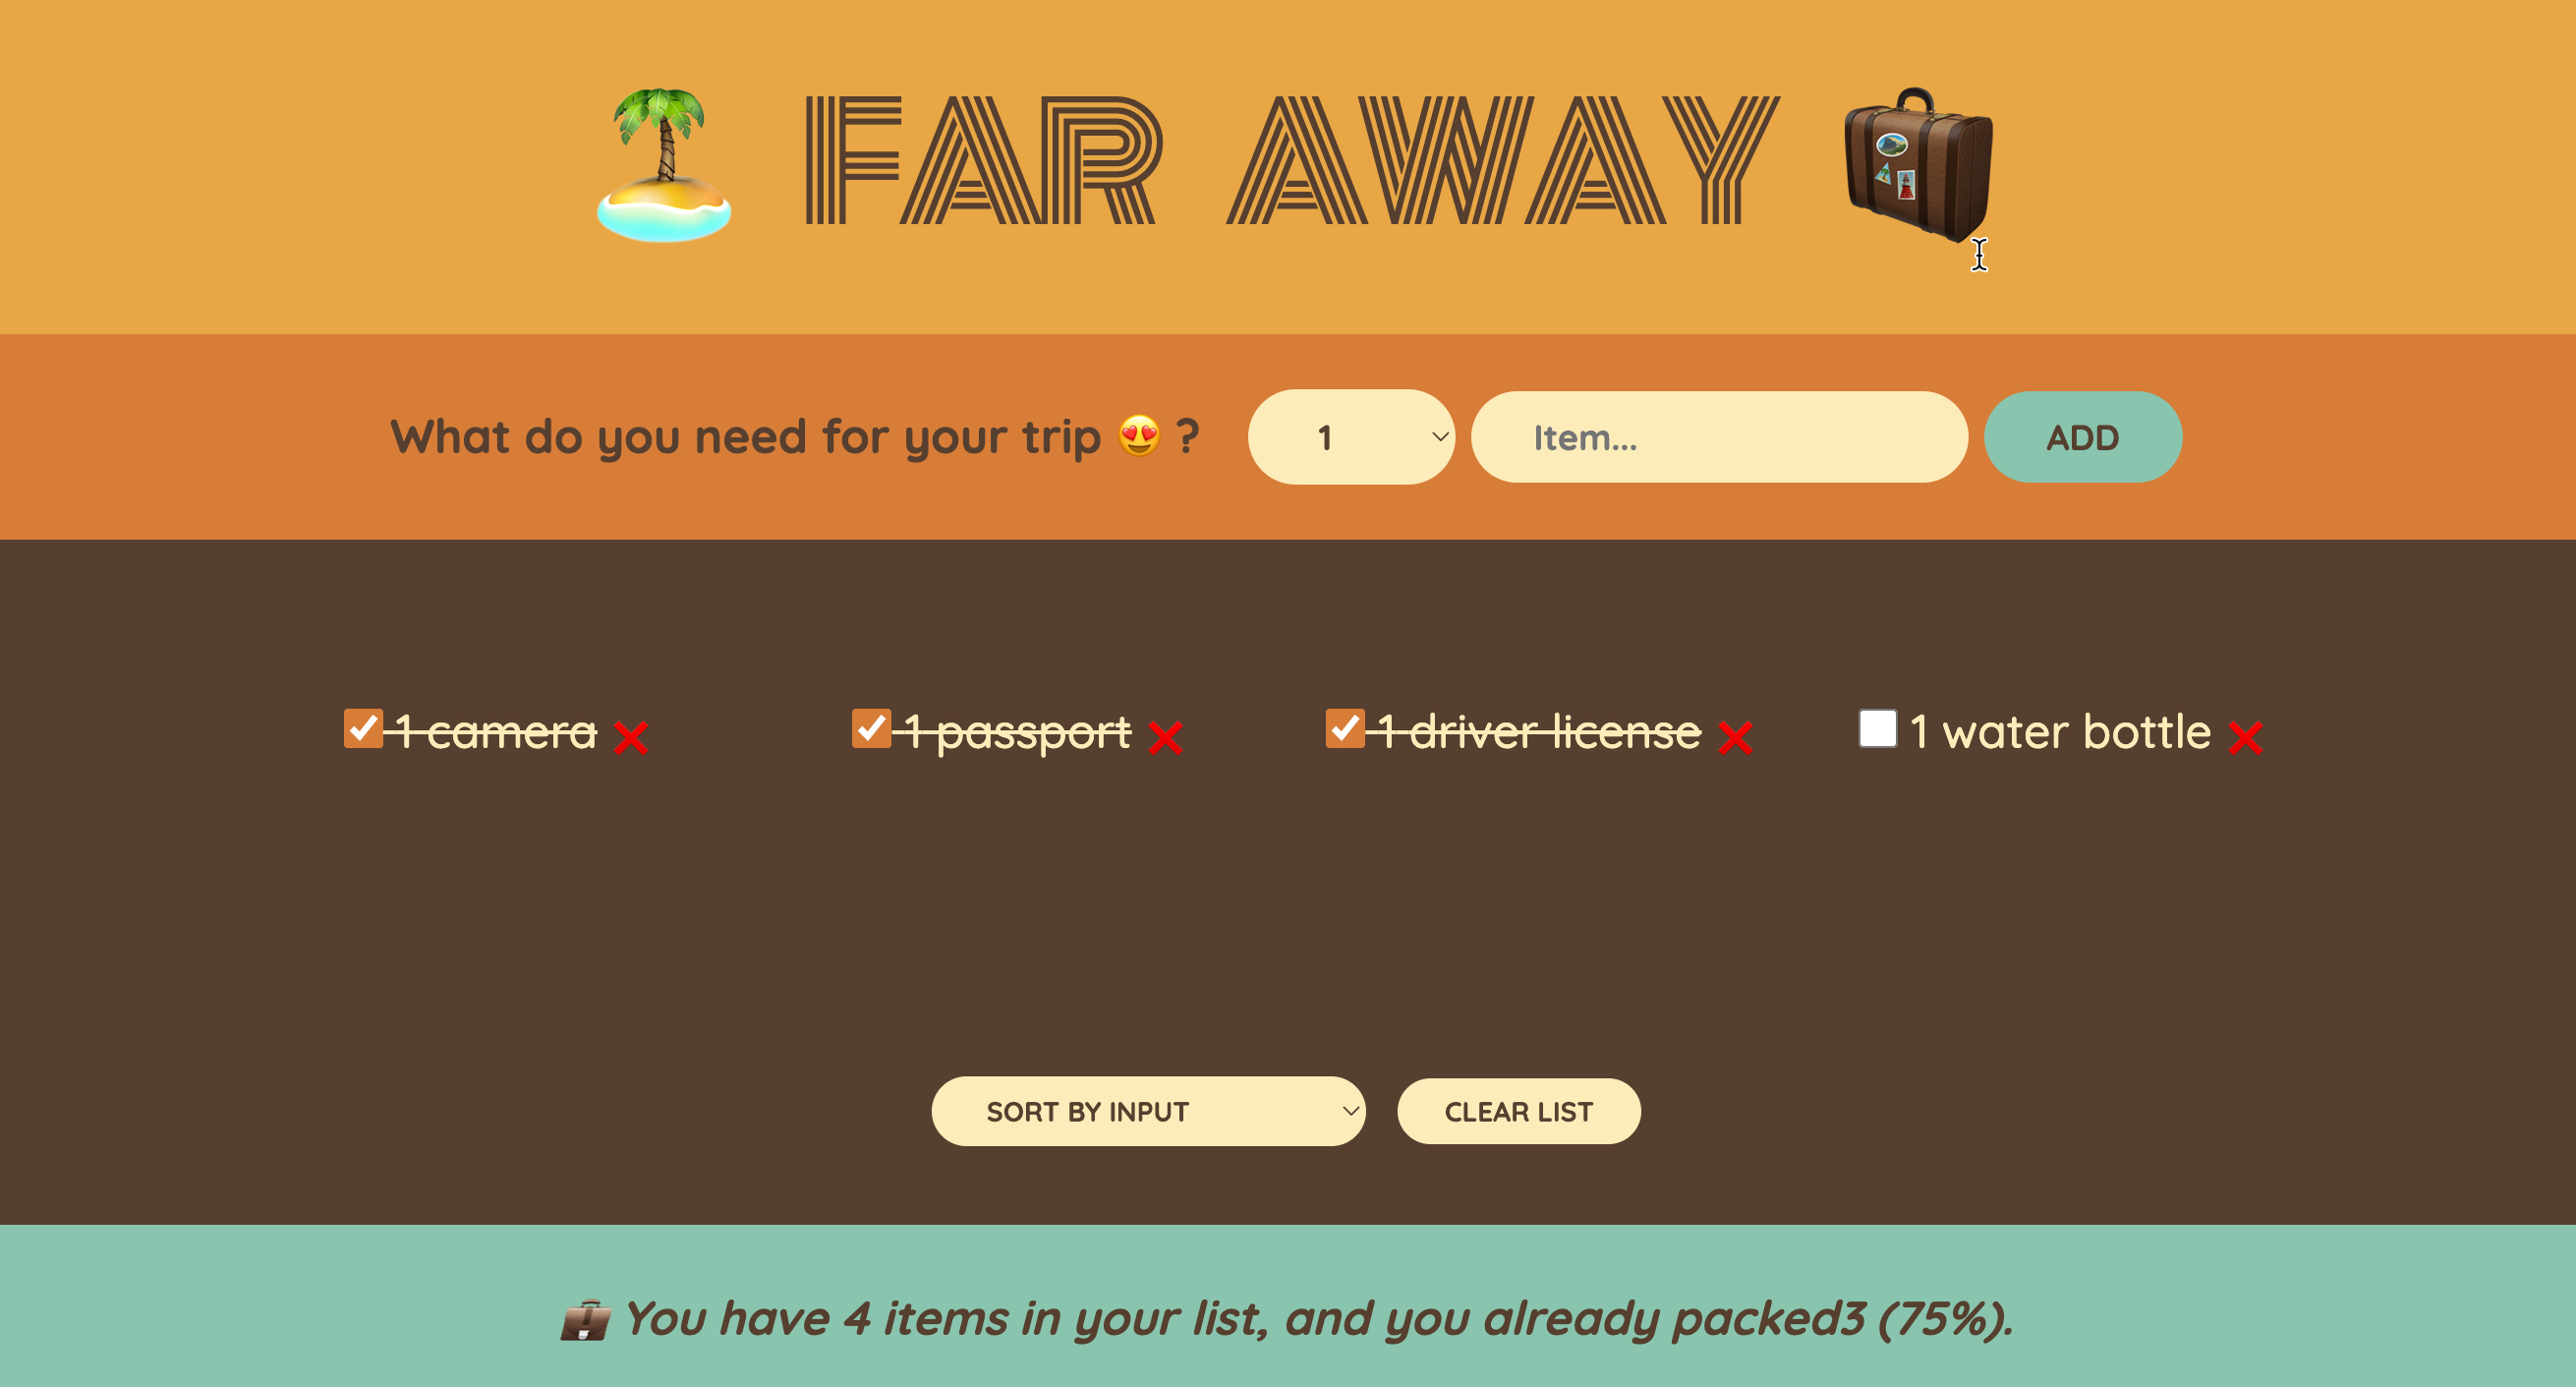 🏝️ FAR AWAY 🧳
What do you need for your trip 😍 ?
1
Item...
ADD
1 camera ❌
1 passport ❌
1 driver license ❌
1 water bottle ❌
SORT BY INPUT
CLEAR LIST
💼 You have 4 items in your list, and you already packed3 (75%).